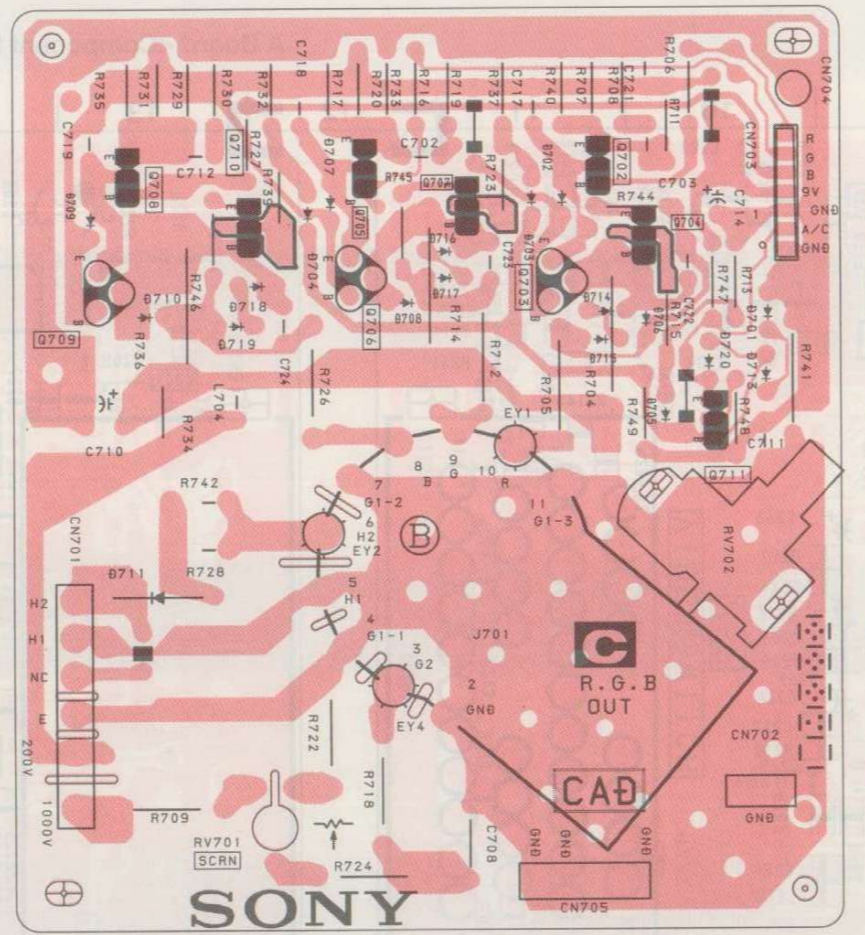 R735
R731
R729
R730
R732
C718
R717
R720
R733
R716
R719
R737
C717
R740
R707
R708
C721
R706
R711
CN704
CN703
C719
Q708
C712
Q710
R727
R739
D707
C702
R745
R723
D702
Q702
R744
C703
Q704
C714
R
G
B
9V
GND
A/C
GND
1
D709
E
B
E
B
E
B
E
B
E
B
E
B
E
B
E
B
Q705
D716
D717
C723
D703
Q703
D704
D718
D719
R746
D710
R736
Q709
Q706
D708
R714
R712
D714
D715
D706
R715
C722
R747
R713
D701
D720
D713
R741
C724
R726
L704
R734
C710
R705
R704
R749
D705
R748
C711
Q711
EY1
8
B
9
G
10
R
11
G1-3
7
G1-2
6
H2
EY2
B
R742
R728
D711
CN701
H2
H1
NC
E
200V
1000V
5
H1
4
G1-1
3
G2
2
GND
EY4
J701
C
R.G.B
OUT
RV702
CN702
GND
CAD
R722
R718
R709
RV701
SCRN
R724
C708
GND
GND
GND
CN705
SONY